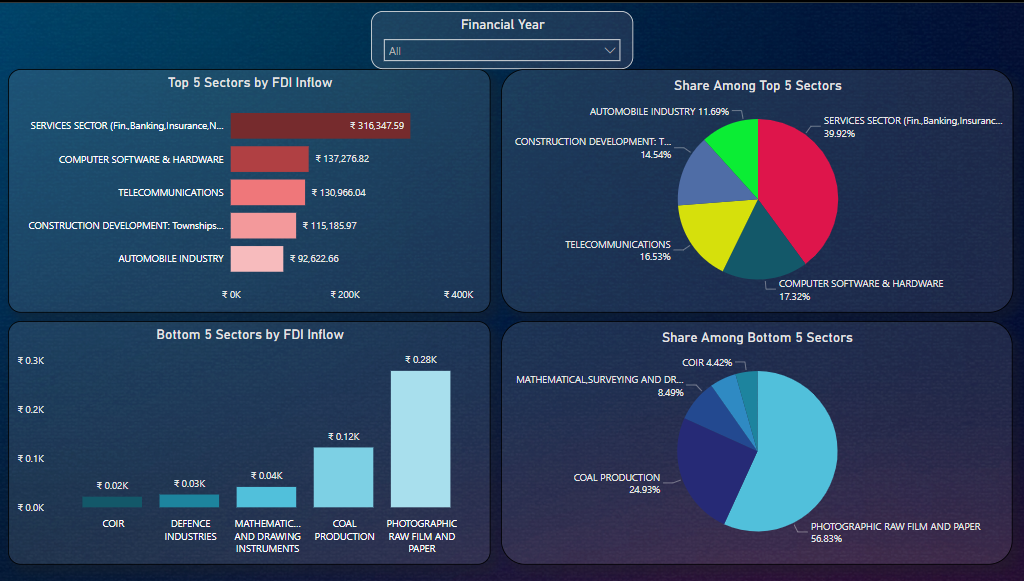 Financial Year
All
Top 5 Sectors by FDI Inflow
SERVICES SECTOR (Fin.,Banking,Insurance,N...
₹ 316,347.59
COMPUTER SOFTWARE & HARDWARE
₹ 137,276.82
TELECOMMUNICATIONS
₹ 130,966.04
CONSTRUCTION DEVELOPMENT: Townships...
₹ 115,185.97
AUTOMOBILE INDUSTRY
₹ 92,622.66
₹ 0K
₹ 200K
₹ 400K
Share Among Top 5 Sectors
AUTOMOBILE INDUSTRY 11.69%
SERVICES SECTOR (Fin.,Banking,Insuranc...
39.92%
CONSTRUCTION DEVELOPMENT: T...
14.54%
TELECOMMUNICATIONS
16.53%
COMPUTER SOFTWARE & HARDWARE
17.32%
Bottom 5 Sectors by FDI Inflow
₹ 0.3K
₹ 0.2K
₹ 0.1K
₹ 0.0K
₹ 0.02K
₹ 0.03K
₹ 0.04K
₹ 0.12K
₹ 0.28K
COIR
DEFENCE
INDUSTRIES
MATHEMATIC...
AND DRAWING
INSTRUMENTS
COAL
PRODUCTION
PHOTOGRAPHIC
RAW FILM AND
PAPER
Share Among Bottom 5 Sectors
COIR 4.42%
MATHEMATICAL,SURVEYING AND DR...
8.49%
COAL PRODUCTION
24.93%
PHOTOGRAPHIC RAW FILM AND PAPER
56.83%